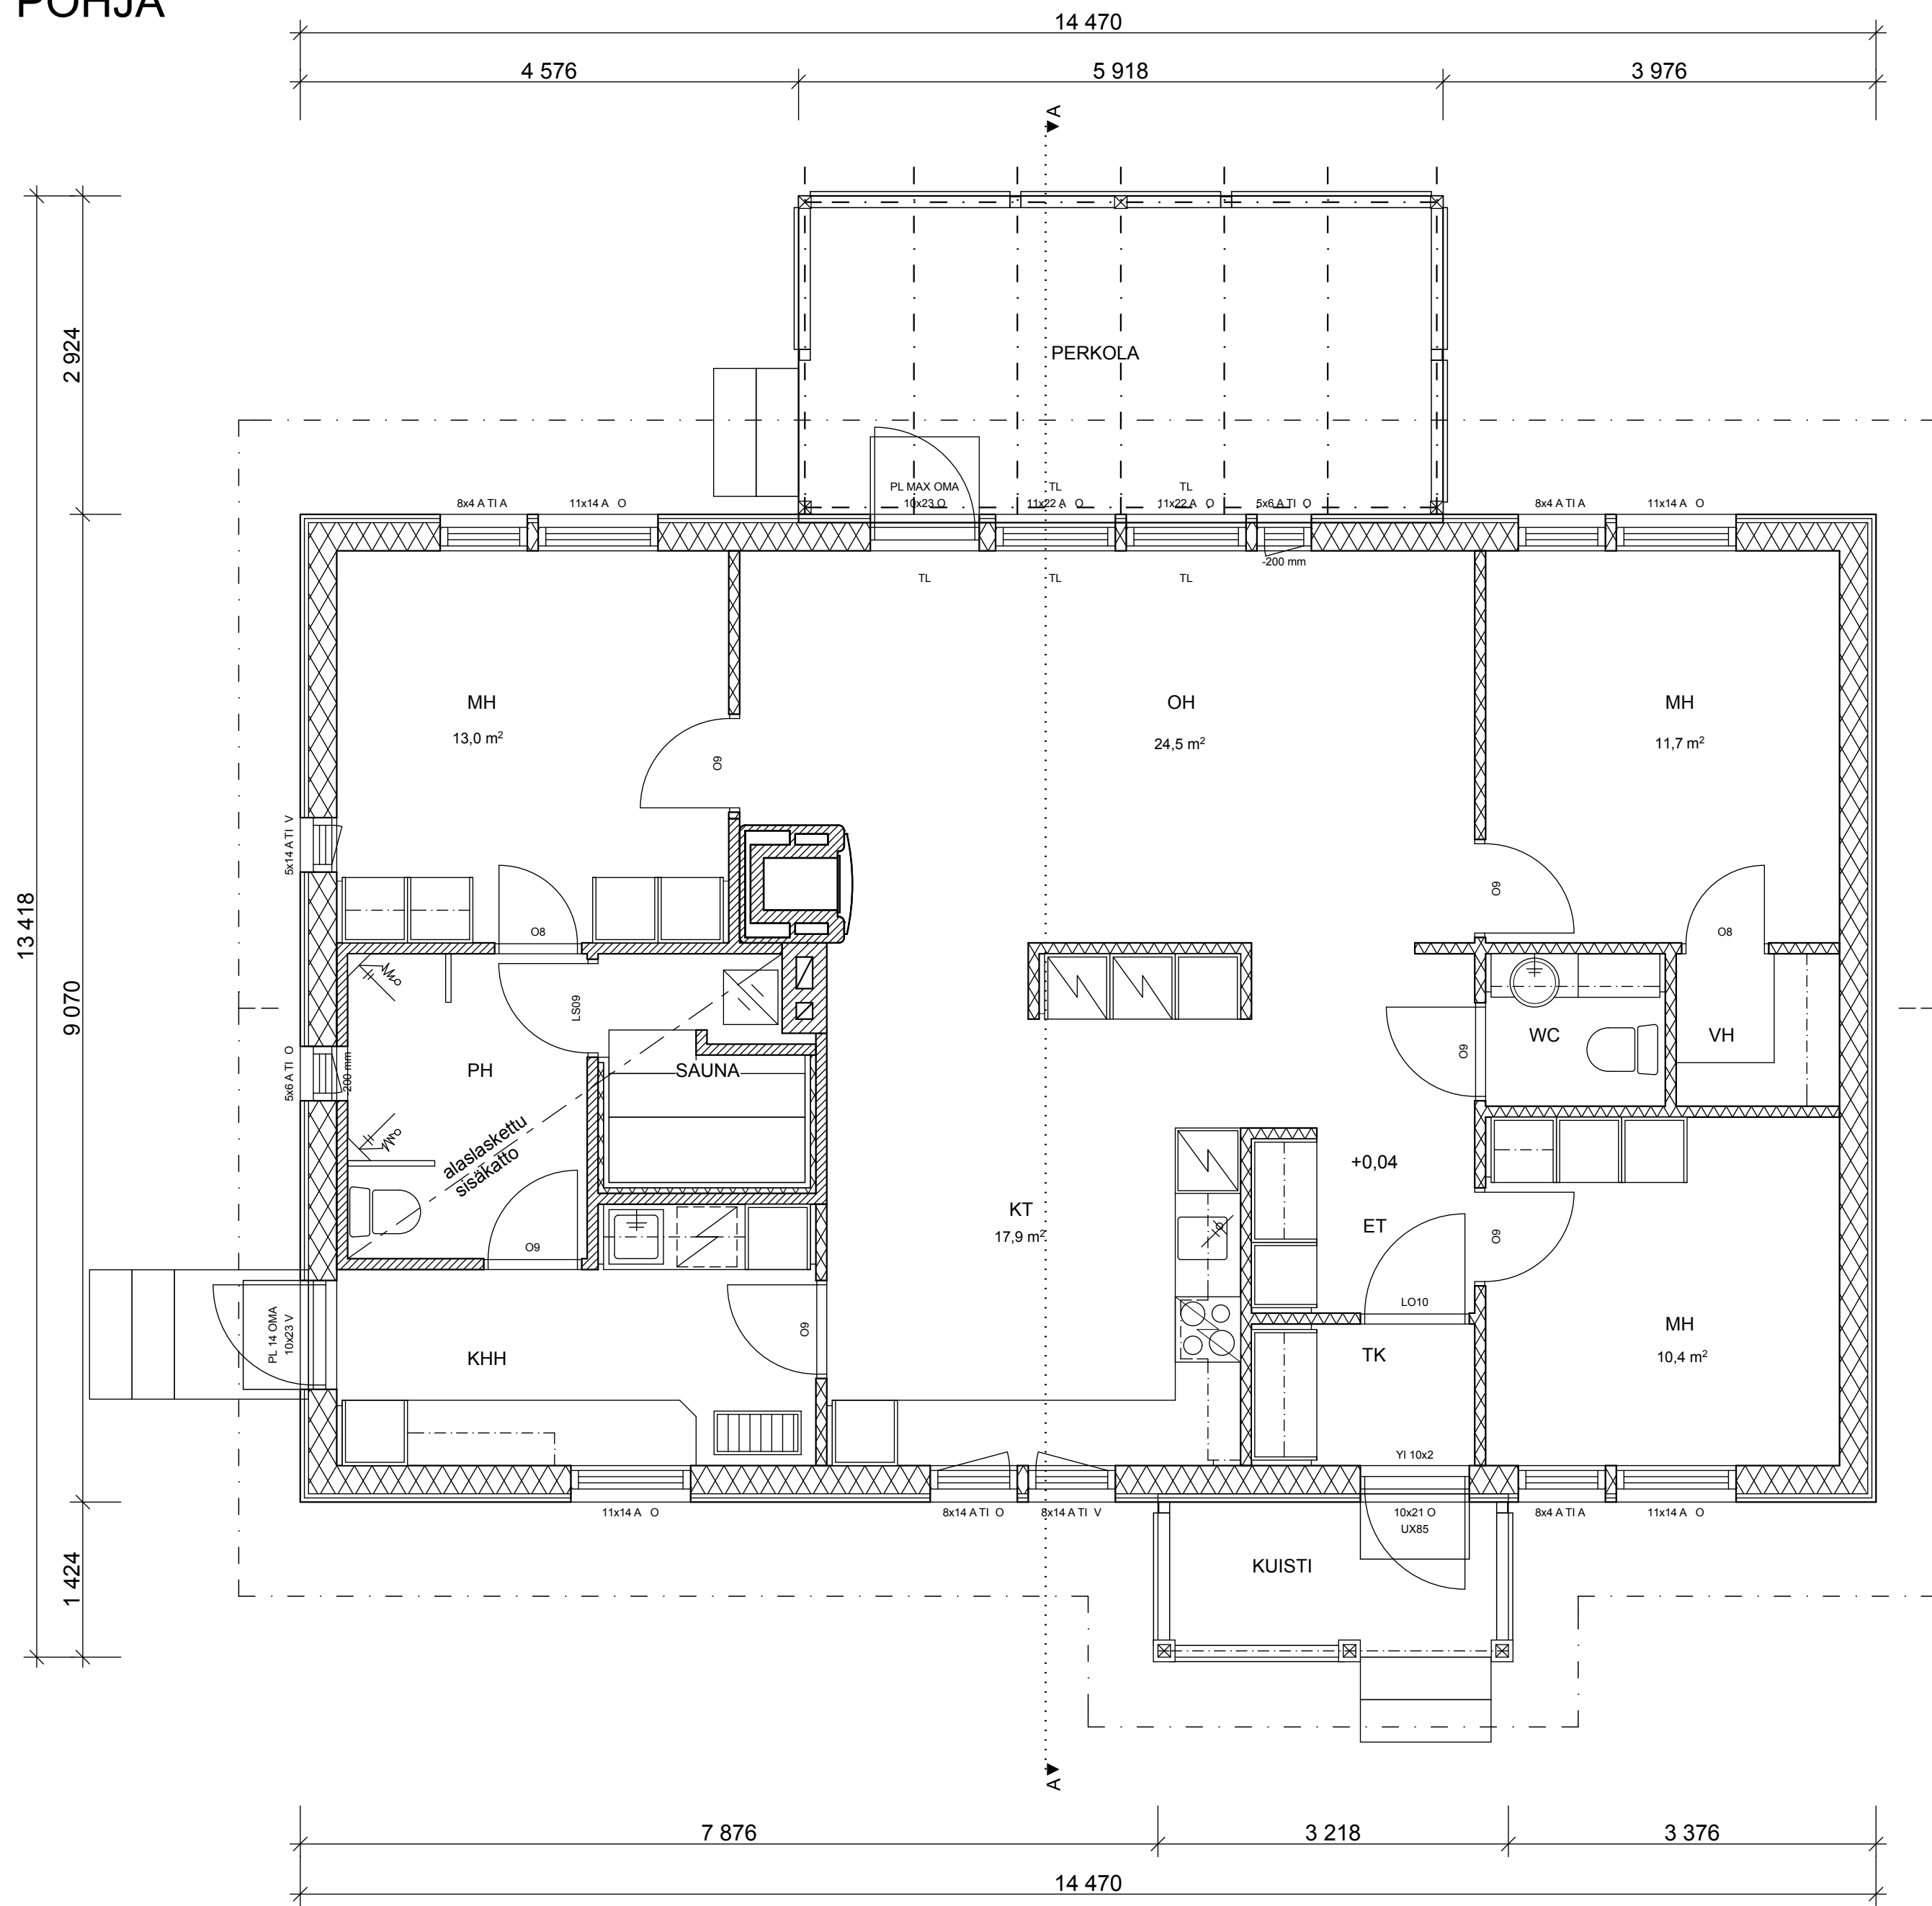 POHJA
14 470
4 576
5 918
3 976
A
2 924
PERKOLA
8x4 A TI A
11x14 A O
PL MAX OMA
10x23 O
TL
11x22 A O
TL
11x22 A O
5x6 A TI O
8x4 A TI A
11x14 A O
-200 mm
TL
TL
TL
MH
13,0 m²
OH
24,5 m²
MH
11,7 m²
O9
5x14 A TI V
O9
13 418
9 070
O8
O8
LS09
5x6 A TI O
-200 mm
PH
SAUNA
WC
VH
O9
alaslaskettu
sisäkatto
+0,04
KT
17,9 m²
ET
O9
O9
LO10
PL 14 OMA
10x23 V
KHH
O9
TK
MH
10,4 m²
YI 10x2
11x14 A O
8x14 A TI O
8x14 A TI V
10x21 O
UX85
8x4 A TI A
11x14 A O
1 424
KUISTI
A
7 876
3 218
3 376
14 470